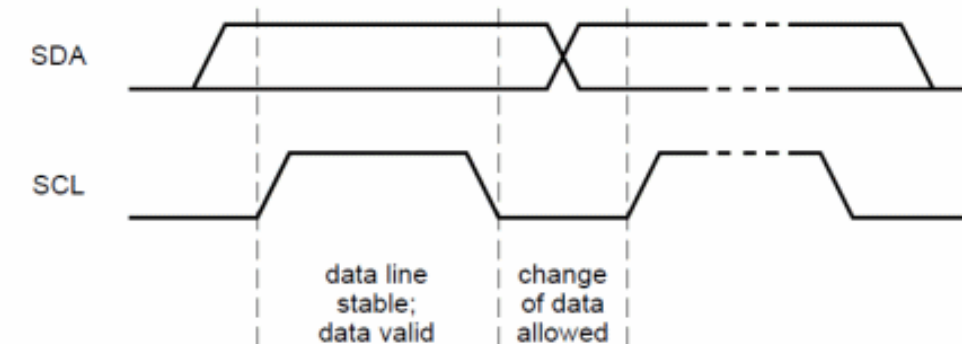 SDA
SCL
data line
stable;
data valid
change
of data
allowed